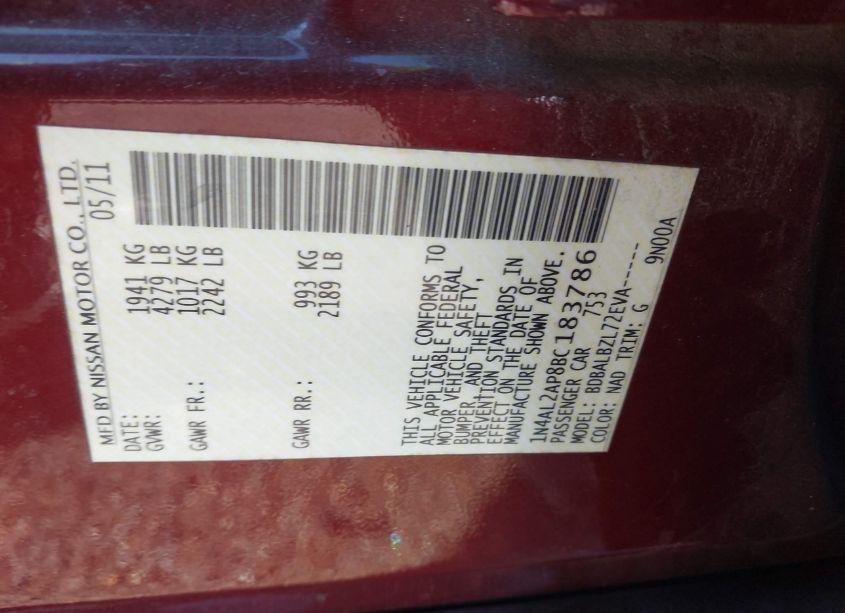 MFD BY NISSAN MOTOR CO., LTD.
DATE: 05/11
GVWR: 1941 KG
4279 LB
GAWR FR.: 1017 KG
2242 LB
GAWR RR.: 993 KG
2189 LB
THIS VEHICLE CONFORMS TO
ALL APPLICABLE FEDERAL
MOTOR VEHICLE SAFETY,
BUMPER, AND THEFT
PREVENTION STANDARDS IN
EFFECT ON THE DATE OF
MANUFACTURE SHOWN ABOVE.
1N4AL2AP8BC183786
PASSENGER CAR 753
MODEL: BDBALBZL72EVA-----
COLOR: NAD TRIM: G 9N00A